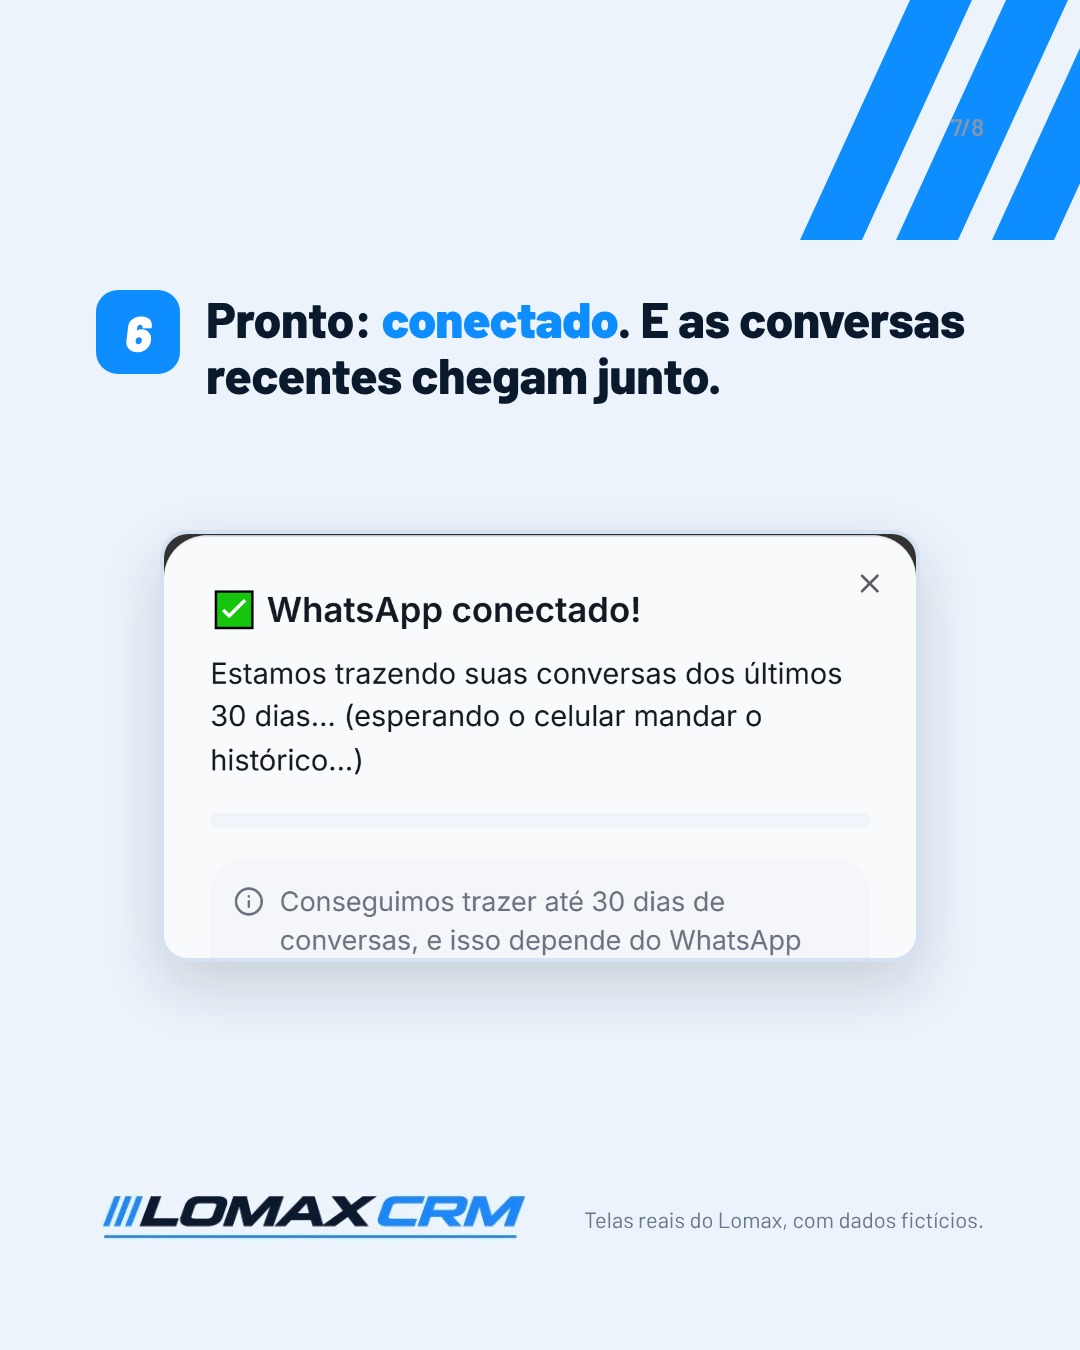 7/8
6
Pronto: conectado. E as conversas
recentes chegam junto.
WhatsApp conectado!
Estamos trazendo suas conversas dos últimos
30 dias... (esperando o celular mandar o
histórico...)
Conseguimos trazer até 30 dias de
conversas, e isso depende do WhatsApp
LOMAX CRM
Telas reais do Lomax, com dados fictícios.